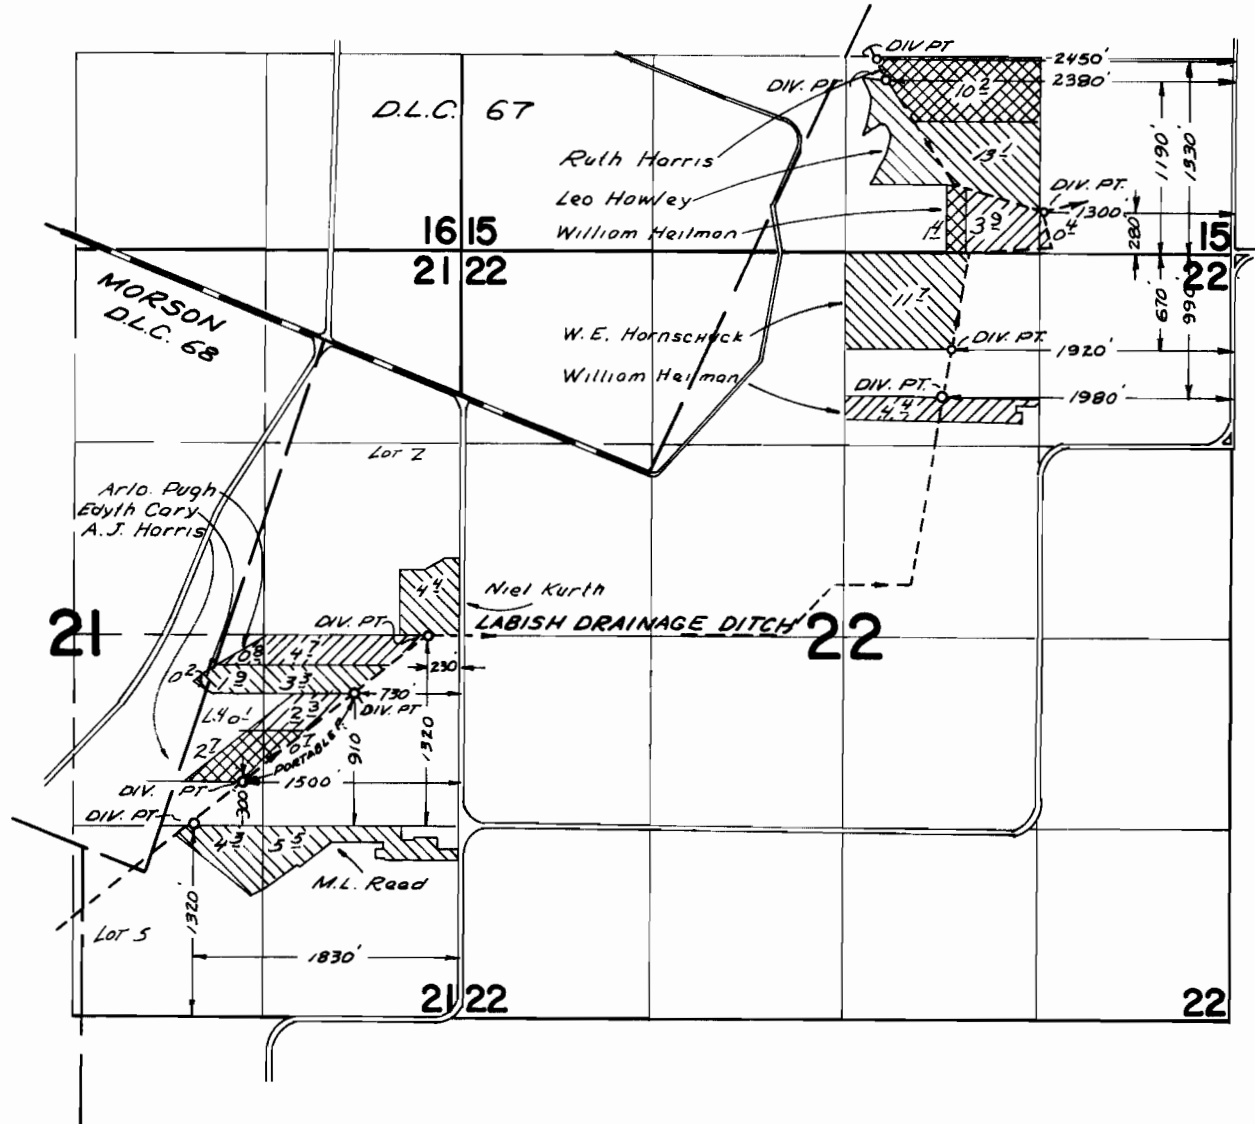 DIV PT
2450'
DIV. PT.
2380'
10 2
D.L.C. 67
Ruth Harris
13 1
1190'
1330'
Leo Hawley
DIV. PT.
1300'
William Heilman
1 4
3 9
0 4
280'
16 15
15
21 22
22
MORSON
D.L.C. 68
11 7
670'
990'
W.E. Hornschuck
DIV. PT.
1920'
William Heilman
DIV. PT.
1980'
4 4
Lot 2
Arlo. Pugh
Edyth Cary
A.J. Harris
4 4
Niel Kurth
DIV. PT
LABISH DRAINAGE DITCH
21
22
0 8
4 7
230'
0 2
9
3 3
730'
DIV. PT
L.4 0 1
2 3
1320'
910'
2 7
0 7
PORTABLE P.
DIV. PT
1500'
300'
DIV. PT
4 3
5 5
M.L. Reed
1320'
Lot 5
1830'
21 22
22